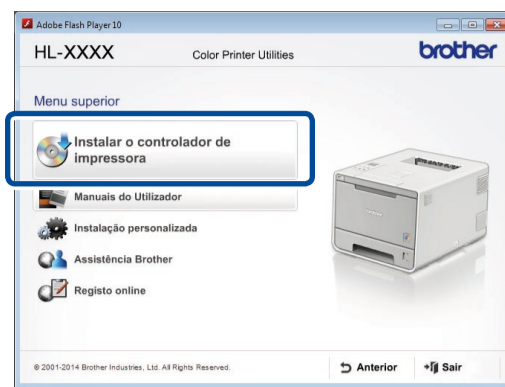 Adobe Flash Player 10
HL-XXXX
Color Printer Utilities
brother
Menu superior
Instalar o controlador de
impressora
Manuais do Utilizador
Instalação personalizada
Assistência Brother
Registo online
© 2001-2014 Brother Industries, Ltd. All Rights Reserved.
Anterior
Sair